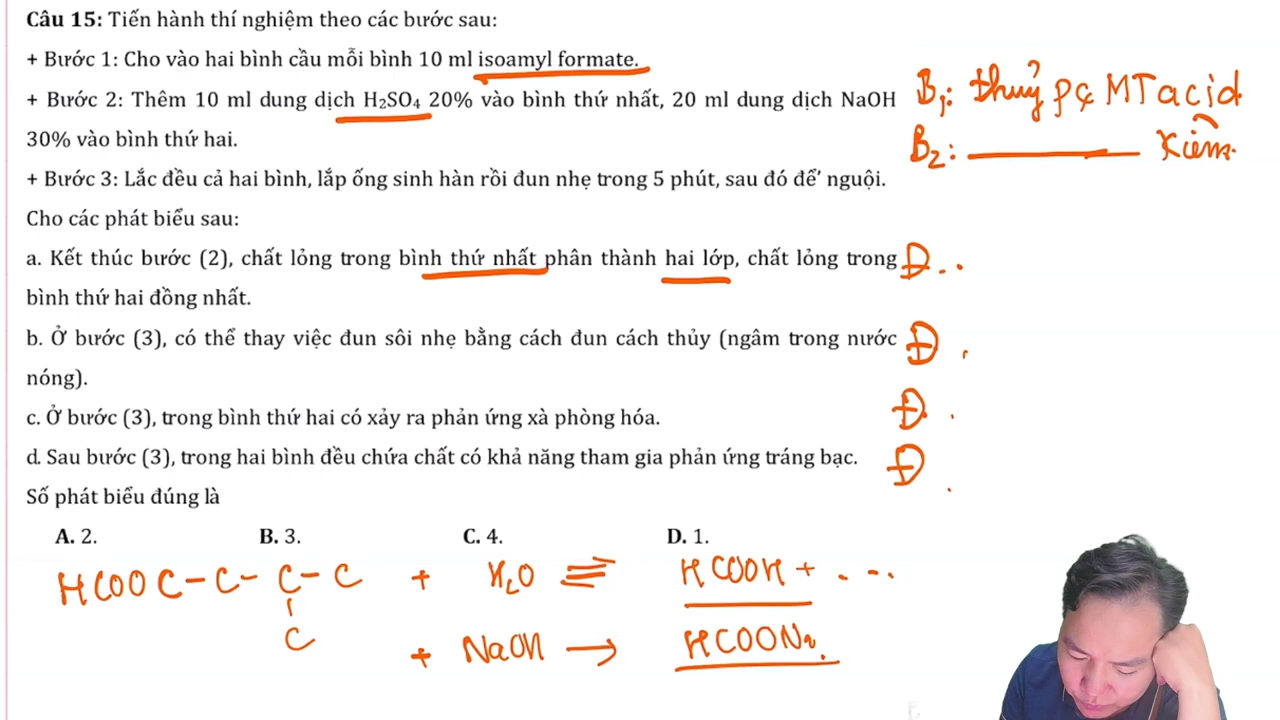 Câu 15: Tiến hành thí nghiệm theo các bước sau:
+ Bước 1: Cho vào hai bình cầu mỗi bình 10 ml isoamyl formate.
+ Bước 2: Thêm 10 ml dung dịch H₂SO₄ 20% vào bình thứ nhất, 20 ml dung dịch NaOH
30% vào bình thứ hai.
+ Bước 3: Lắc đều cả hai bình, lắp ống sinh hàn rồi đun nhẹ trong 5 phút, sau đó để nguội.
Cho các phát biểu sau:
a. Kết thúc bước (2), chất lỏng trong bình thứ nhất phân thành hai lớp, chất lỏng trong
bình thứ hai đồng nhất.
b. Ở bước (3), có thể thay việc đun sôi nhẹ bằng cách đun cách thủy (ngâm trong nước
nóng).
c. Ở bước (3), trong bình thứ hai có xảy ra phản ứng xà phòng hóa.
d. Sau bước (3), trong hai bình đều chứa chất có khả năng tham gia phản ứng tráng bạc.
Số phát biểu đúng là
A. 2. B. 3. C. 4. D. 1.
B₁: thuỷ pç MT acid
B₂: kiềm.
Đ..
Đ
Đ.
Đ
HCOOC-C-C-C + H₂O ⇌ HCOOH + ....
C
+ NaOH → HCOONa.